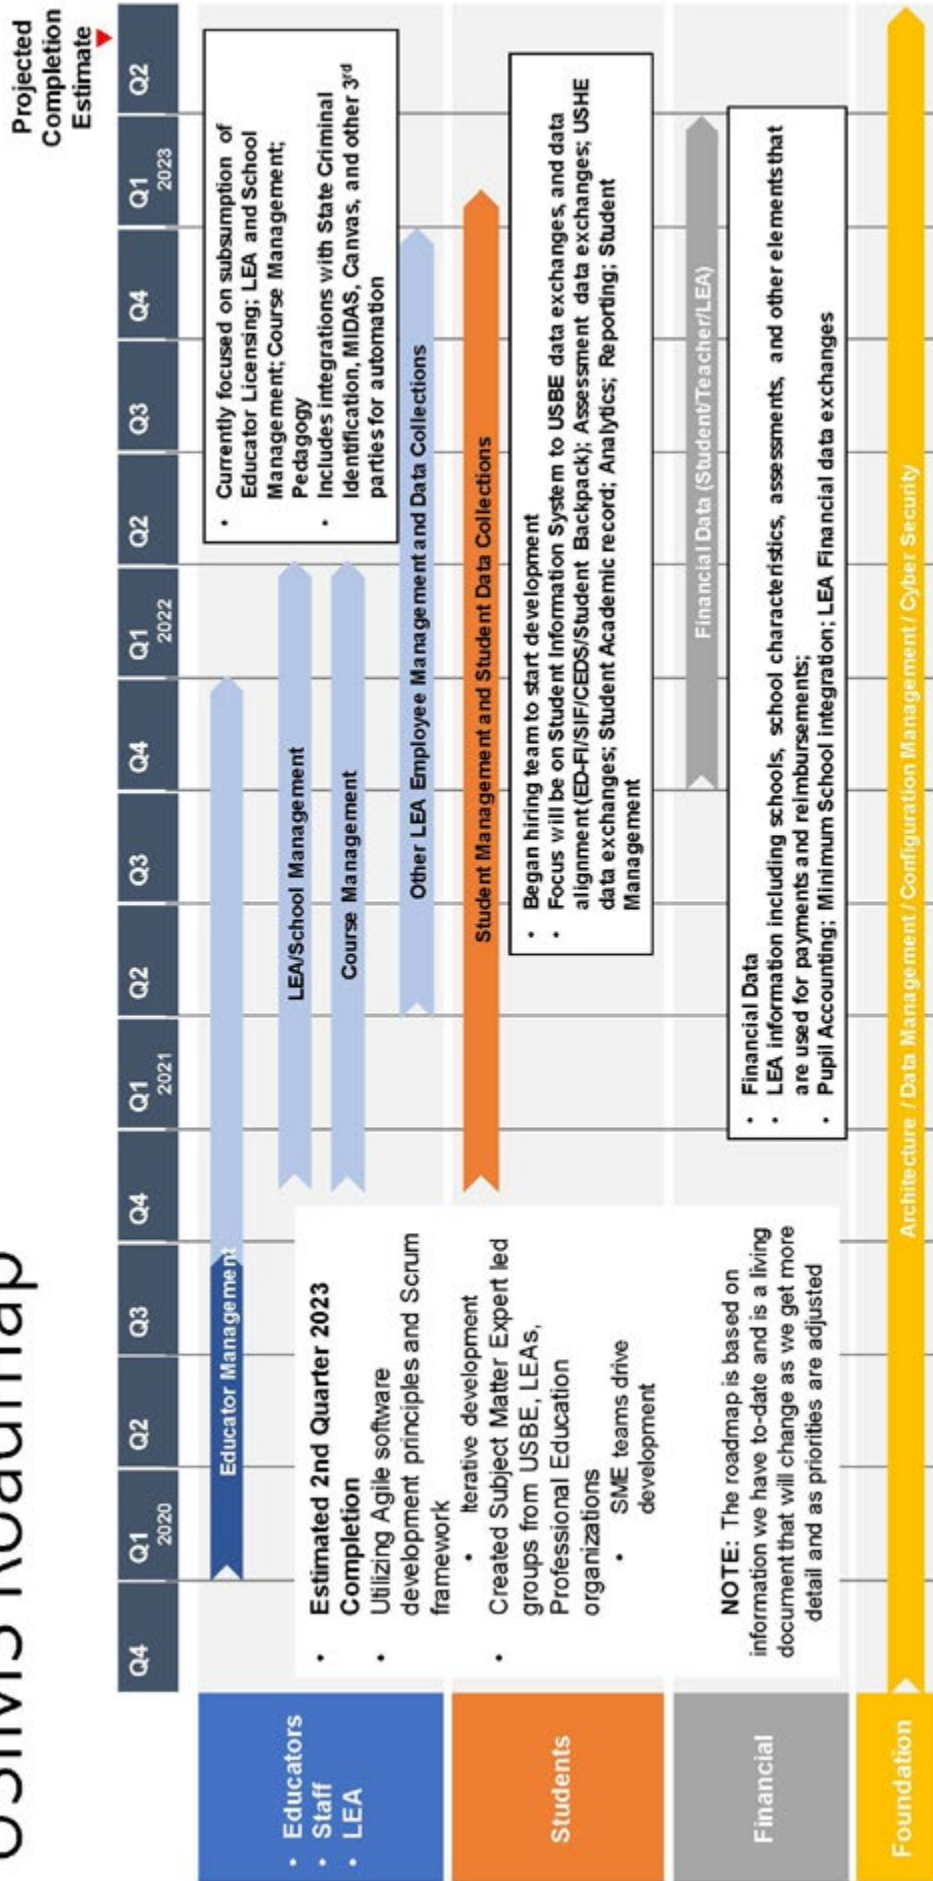 USIMS Roadmap
Projected
Completion
Estimate
Q4
Q1
2020
Q2
Q3
Q4
Q1
2021
Q2
Q3
Q4
Q1
2022
Q2
Q3
Q4
Q1
2023
Q2
• Educators
• Staff
• LEA
Educator Management
LEA/School Management
Course Management
Other LEA Employee Management and Data Collections
• Currently focused on subsumption of
Educator Licensing; LEA and School
Management; Course Management;
Pedagogy
• Includes integrations with State Criminal
Identification, MIDAS, Canvas, and other 3rd
parties for automation
• Estimated 2nd Quarter 2023
Completion
• Utilizing Agile software
development principles and Scrum
framework
• Iterative development
• Created Subject Matter Expert led
groups from USBE, LEAs,
Professional Education
organizations
• SME teams drive
development
NOTE: The roadmap is based on
information we have to-date and is a living
document that will change as we get more
detail and as priorities are adjusted
Students
Student Management and Student Data Collections
• Began hiring team to start development
• Focus will be on Student Information System to USBE data exchanges, and data
alignment (ED-FI/SIF/CEDS/Student Backpack); Assessment data exchanges; USHE
data exchanges; Student Academic record; Analytics; Reporting; Student
Management
Financial
Financial Data (Student/Teacher/LEA)
• Financial Data
• LEA information including schools, school characteristics, assessments, and other elements that
are used for payments and reimbursements;
• Pupil Accounting; Minimum School integration; LEA Financial data exchanges
Foundation
Architecture / Data Management / Configuration Management / Cyber Security